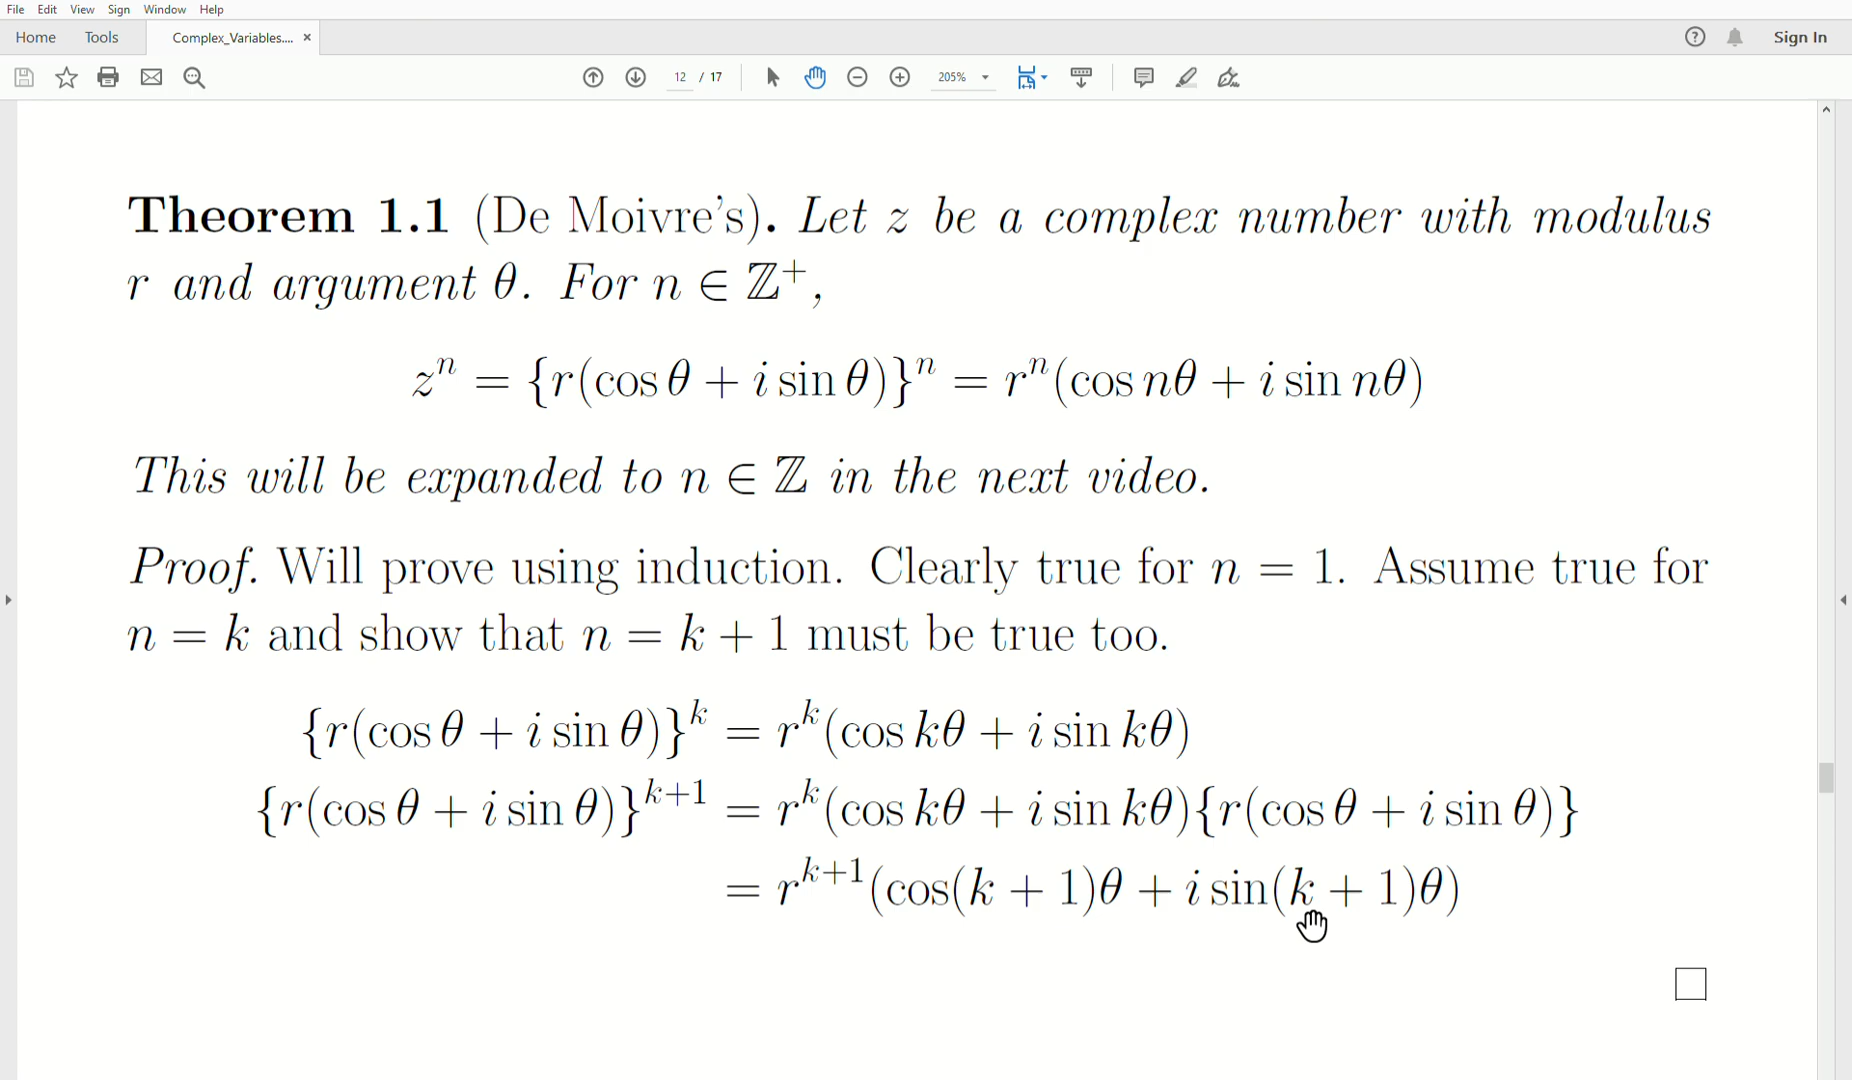 File Edit View Sign Window Help
Home Tools Complex_Variables.... × ? Sign In
12 / 17 205%
Theorem 1.1 (De Moivre's). Let z be a complex number with modulus
r and argument θ. For n ∈ ℤ⁺,
zⁿ = {r(cos θ + i sin θ)}ⁿ = rⁿ(cos nθ + i sin nθ)
This will be expanded to n ∈ ℤ in the next video.
Proof. Will prove using induction. Clearly true for n = 1. Assume true for
n = k and show that n = k + 1 must be true too.
{r(cos θ + i sin θ)}ᵏ = rᵏ(cos kθ + i sin kθ)
{r(cos θ + i sin θ)}ᵏ⁺¹ = rᵏ(cos kθ + i sin kθ){r(cos θ + i sin θ)}
= rᵏ⁺¹(cos(k + 1)θ + i sin(k + 1)θ)
□